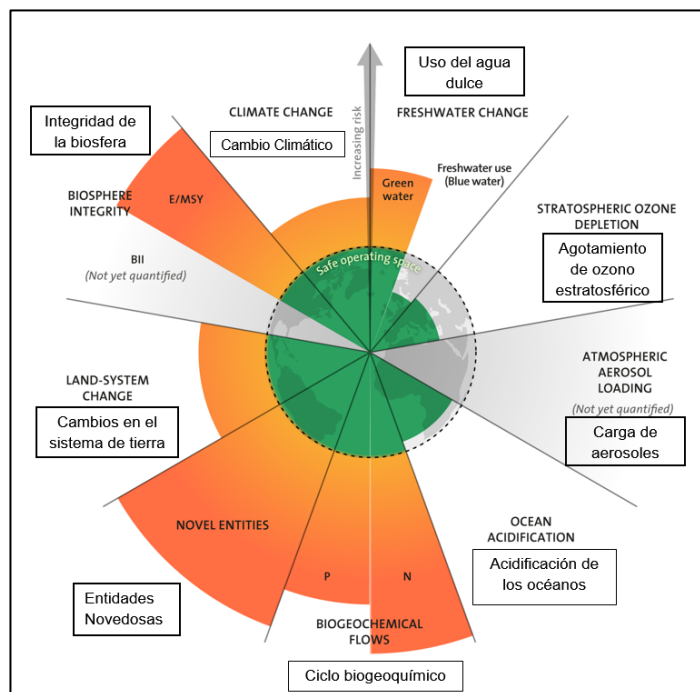 Uso del agua
dulce
Integridad de
la biosfera
CLIMATE CHANGE
FRESHWATER CHANGE
Cambio Climático
Increasing risk
E/MSY
Green
water
Freshwater use
(Blue water)
BIOSPHERE
INTEGRITY
STRATOSPHERIC OZONE
DEPLETION
Agotamiento
de ozono
estratosférico
BII
(Not yet quantified)
Safe operating space
ATMOSPHERIC
AEROSOL
LOADING
(Not yet quantified)
Carga de
aerosoles
LAND-SYSTEM
CHANGE
Cambios en el
sistema de tierra
NOVEL ENTITIES
Entidades
Novedosas
OCEAN
ACIDIFICATION
Acidificación de
los océanos
P
N
BIOGEOCHEMICAL
FLOWS
Ciclo biogeoquímico